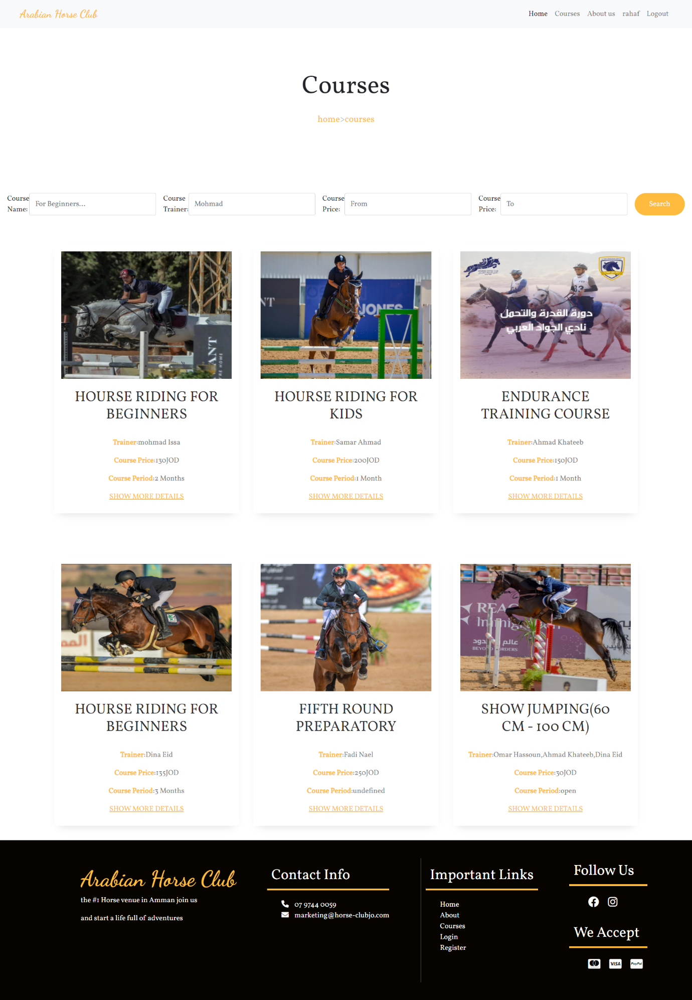 Arabian Horse Club
Home Courses About us rahaf Logout
Courses
home>courses
Course Name: For Beginners...
Course Trainer: Mohmad
Course Price: From
Course Price: To
Search
ANT
JONES
دورة القدرة والتحمل
نادي الجواد العربي
HOURSE RIDING FOR
BEGINNERS
Trainer:mohmad Issa
Course Price:130JOD
Course Period:2 Months
SHOW MORE DETAILS
HOURSE RIDING FOR
KIDS
Trainer:Samar Ahmad
Course Price:200JOD
Course Period:1 Month
SHOW MORE DETAILS
ENDURANCE
TRAINING COURSE
Trainer:Ahmad Khateeb
Course Price:150JOD
Course Period:1 Month
SHOW MORE DETAILS
REAC
عالم
BEYOND BORDERS
HOURSE RIDING FOR
BEGINNERS
Trainer:Dina Eid
Course Price:135JOD
Course Period:3 Months
SHOW MORE DETAILS
FIFTH ROUND
PREPARATORY
Trainer:Fadi Nael
Course Price:250JOD
Course Period:undefined
SHOW MORE DETAILS
SHOW JUMPING(60
CM - 100 CM)
Trainer:Omar Hassoun,Ahmad Khateeb,Dina Eid
Course Price:30JOD
Course Period:open
SHOW MORE DETAILS
Arabian Horse Club
the #1 Horse venue in Amman join us
and start a life full of adventures
Contact Info
07 9744 0059
marketing@horse-clubjo.com
Important Links
Home
About
Courses
Login
Register
Follow Us
We Accept
VISA
PayPal